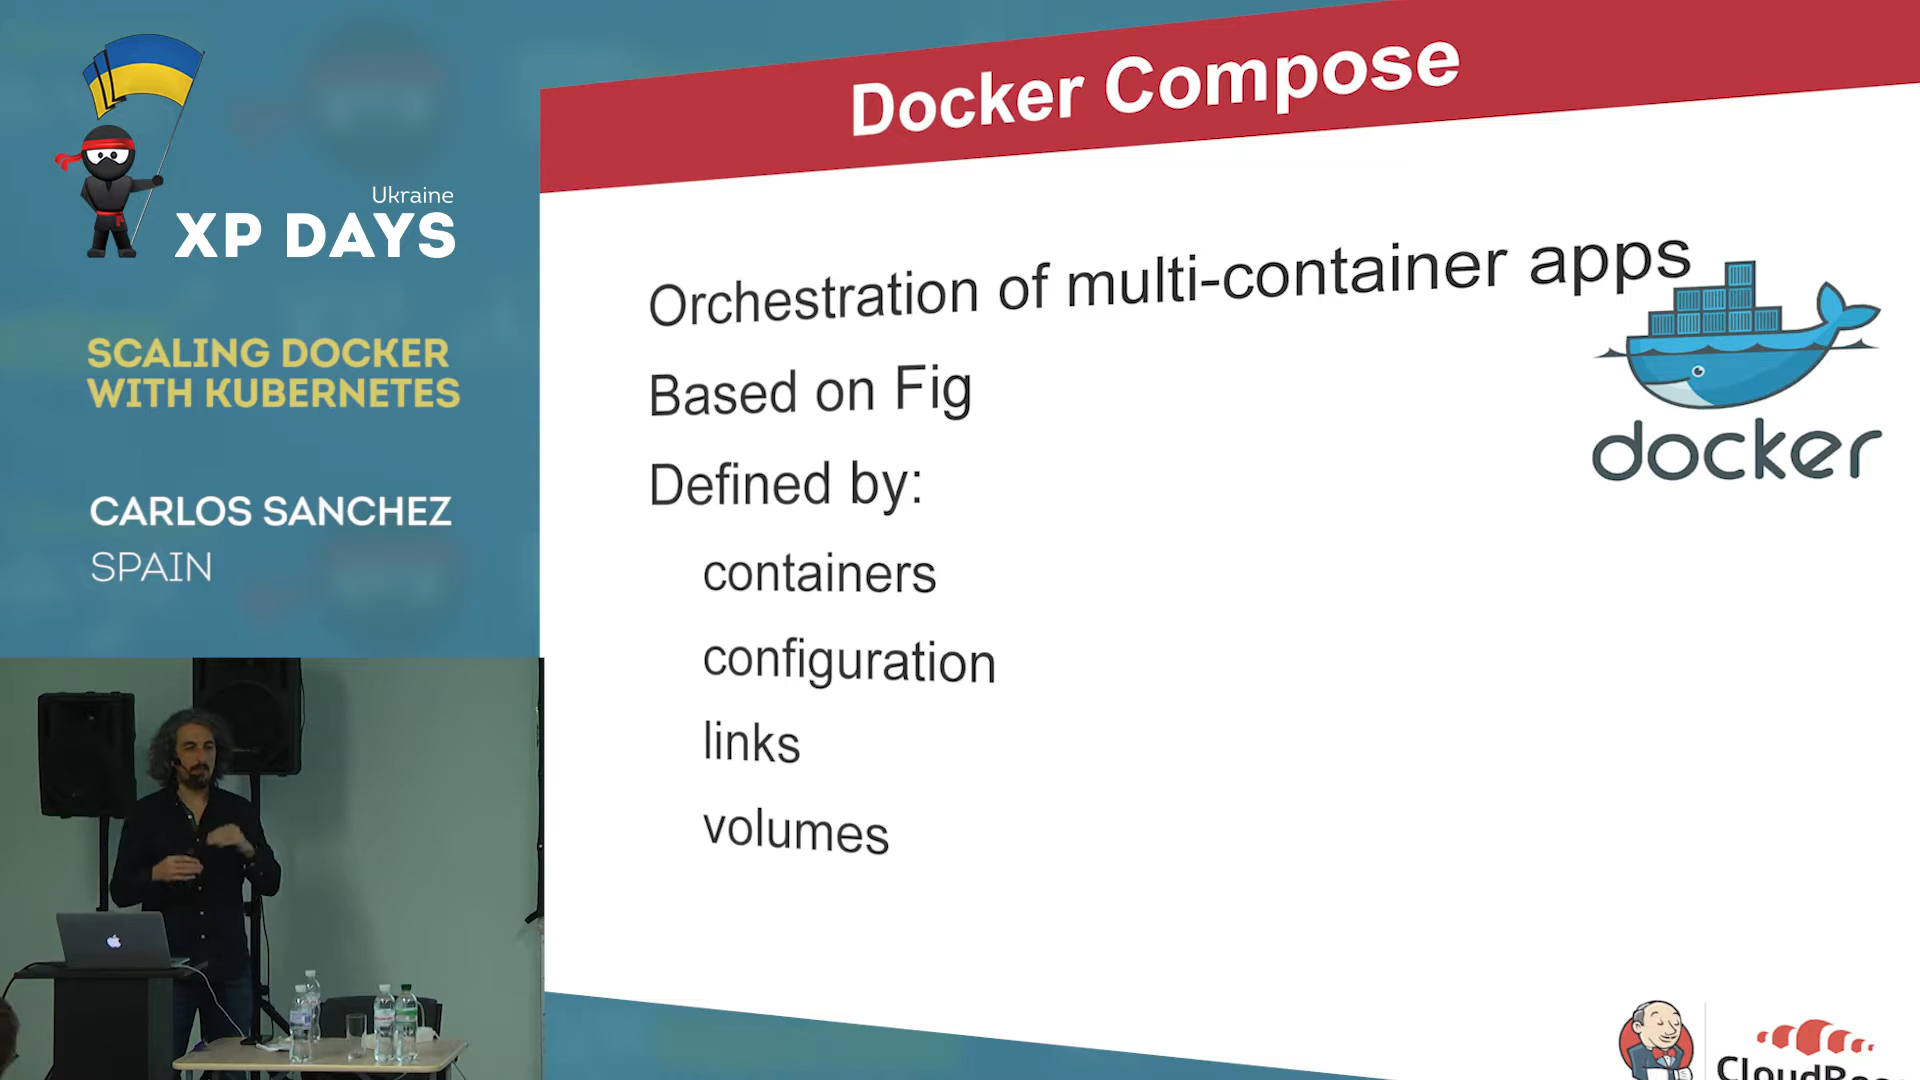 Ukraine
XP DAYS
SCALING DOCKER
WITH KUBERNETES
CARLOS SANCHEZ
SPAIN
Docker Compose
Orchestration of multi-container apps
Based on Fig
Defined by:
containers
configuration
links
volumes
docker